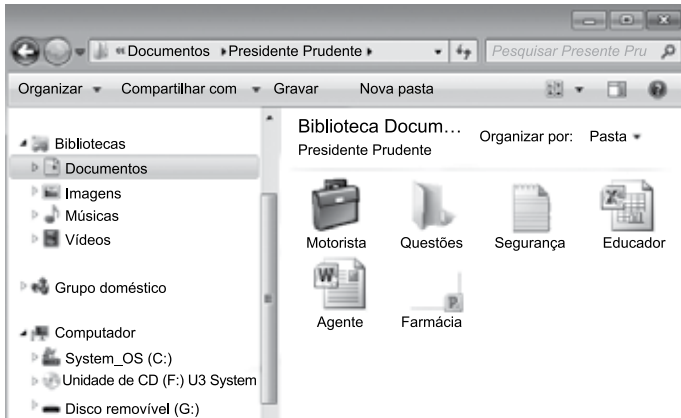 « Documentos ▸ Presidente Prudente ▸ Pesquisar Presente Pru
Organizar Compartilhar com Gravar Nova pasta
Bibliotecas
Documentos
Imagens
Músicas
Vídeos
Grupo doméstico
Computador
System_OS (C:)
Unidade de CD (F:) U3 System
Disco removível (G:)
Biblioteca Docum...
Presidente Prudente
Organizar por: Pasta
Motorista Questões Segurança Educador
Agente Farmácia